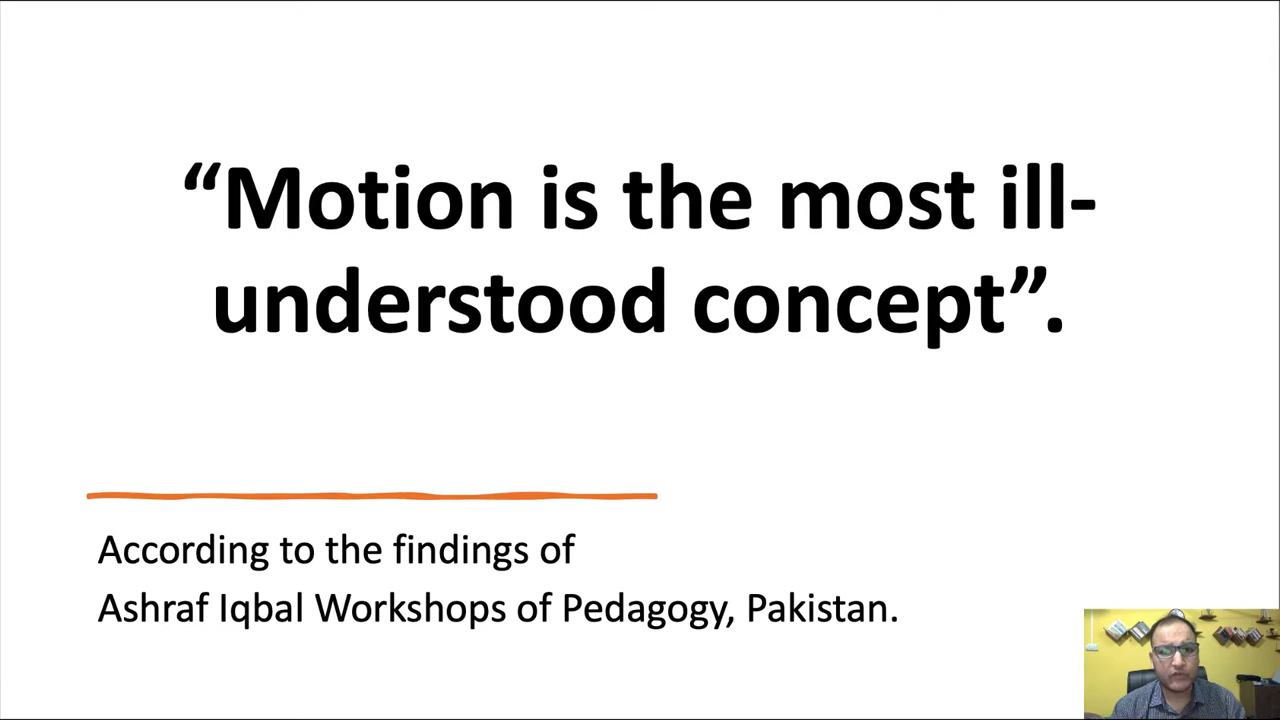 “Motion is the most ill-
understood concept”.
According to the findings of
Ashraf Iqbal Workshops of Pedagogy, Pakistan.